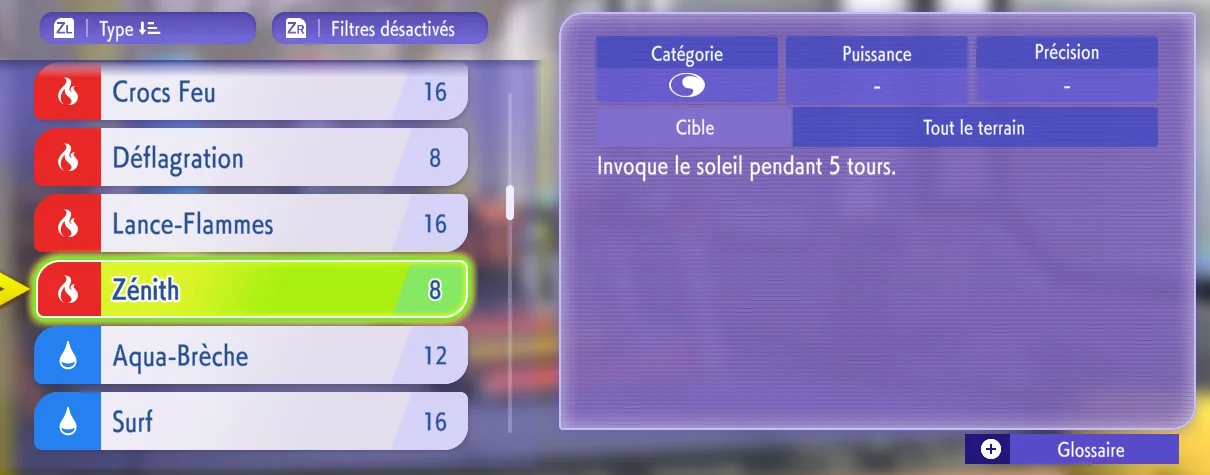 ZL Type
ZR Filtres désactivés
Crocs Feu 16
Déflagration 8
Lance-Flammes 16
Zénith 8
Aqua-Brèche 12
Surf 16
Catégorie Puissance Précision
- -
Cible Tout le terrain
Invoque le soleil pendant 5 tours.
+ Glossaire